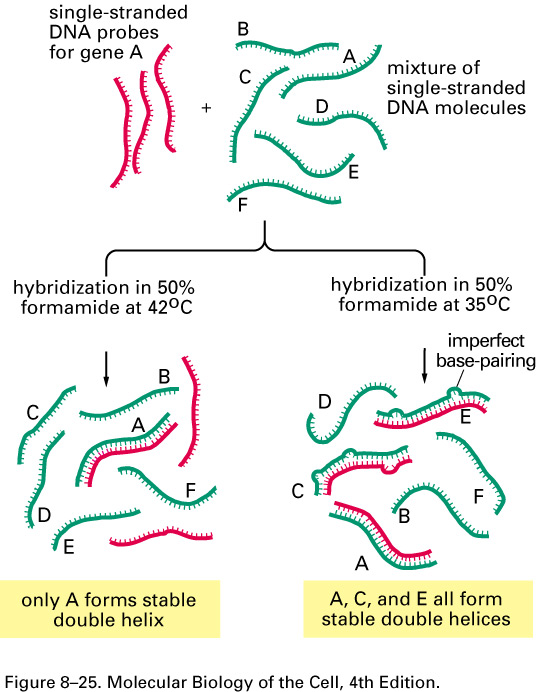 single-stranded
DNA probes
for gene A
+
B
A
C
D
E
F
mixture of
single-stranded
DNA molecules
hybridization in 50%
formamide at 42°C
hybridization in 50%
formamide at 35°C
C
B
A
D
E
F
imperfect
base-pairing
D
E
C
B
F
A
only A forms stable
double helix
A, C, and E all form
stable double helices
Figure 8–25. Molecular Biology of the Cell, 4th Edition.